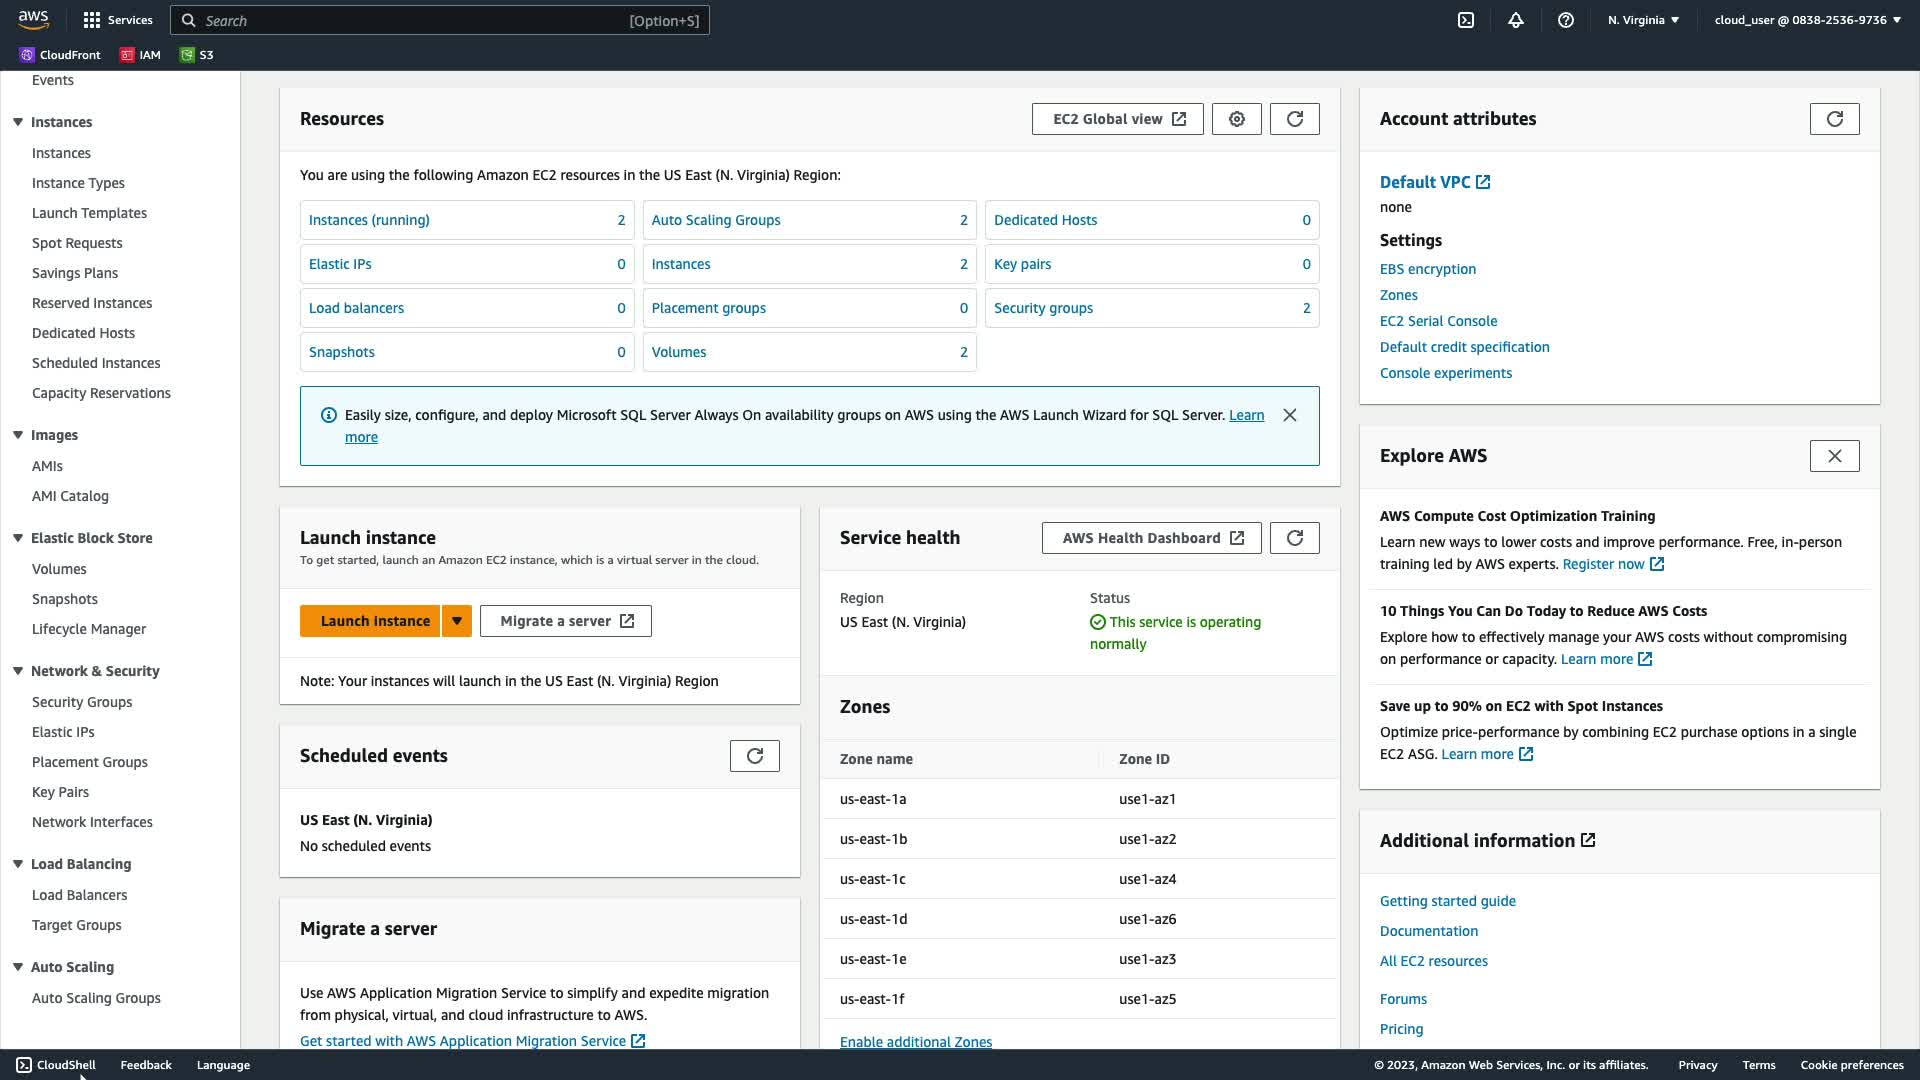 aws
Services
Search
[Option+S]
N. Virginia
cloud_user @ 0838-2536-9736
CloudFront
IAM
S3
Events
Instances
Instances
Instance Types
Launch Templates
Spot Requests
Savings Plans
Reserved Instances
Dedicated Hosts
Scheduled Instances
Capacity Reservations
Images
AMIs
AMI Catalog
Elastic Block Store
Volumes
Snapshots
Lifecycle Manager
Network & Security
Security Groups
Elastic IPs
Placement Groups
Key Pairs
Network Interfaces
Load Balancing
Load Balancers
Target Groups
Auto Scaling
Auto Scaling Groups
Resources
EC2 Global view
You are using the following Amazon EC2 resources in the US East (N. Virginia) Region:
Instances (running) 2
Auto Scaling Groups 2
Dedicated Hosts 0
Elastic IPs 0
Instances 2
Key pairs 0
Load balancers 0
Placement groups 0
Security groups 2
Snapshots 0
Volumes 2
Easily size, configure, and deploy Microsoft SQL Server Always On availability groups on AWS using the AWS Launch Wizard for SQL Server. Learn
more
Launch instance
To get started, launch an Amazon EC2 instance, which is a virtual server in the cloud.
Launch instance
Migrate a server
Note: Your instances will launch in the US East (N. Virginia) Region
Scheduled events
US East (N. Virginia)
No scheduled events
Migrate a server
Use AWS Application Migration Service to simplify and expedite migration
from physical, virtual, and cloud infrastructure to AWS.
Get started with AWS Application Migration Service
Service health
AWS Health Dashboard
Region
US East (N. Virginia)
Status
This service is operating
normally
Zones
Zone name Zone ID
us-east-1a use1-az1
us-east-1b use1-az2
us-east-1c use1-az4
us-east-1d use1-az6
us-east-1e use1-az3
us-east-1f use1-az5
Enable additional Zones
Account attributes
Default VPC
none
Settings
EBS encryption
Zones
EC2 Serial Console
Default credit specification
Console experiments
Explore AWS
AWS Compute Cost Optimization Training
Learn new ways to lower costs and improve performance. Free, in-person
training led by AWS experts. Register now
10 Things You Can Do Today to Reduce AWS Costs
Explore how to effectively manage your AWS costs without compromising
on performance or capacity. Learn more
Save up to 90% on EC2 with Spot Instances
Optimize price-performance by combining EC2 purchase options in a single
EC2 ASG. Learn more
Additional information
Getting started guide
Documentation
All EC2 resources
Forums
Pricing
CloudShell
Feedback
Language
© 2023, Amazon Web Services, Inc. or its affiliates.
Privacy
Terms
Cookie preferences